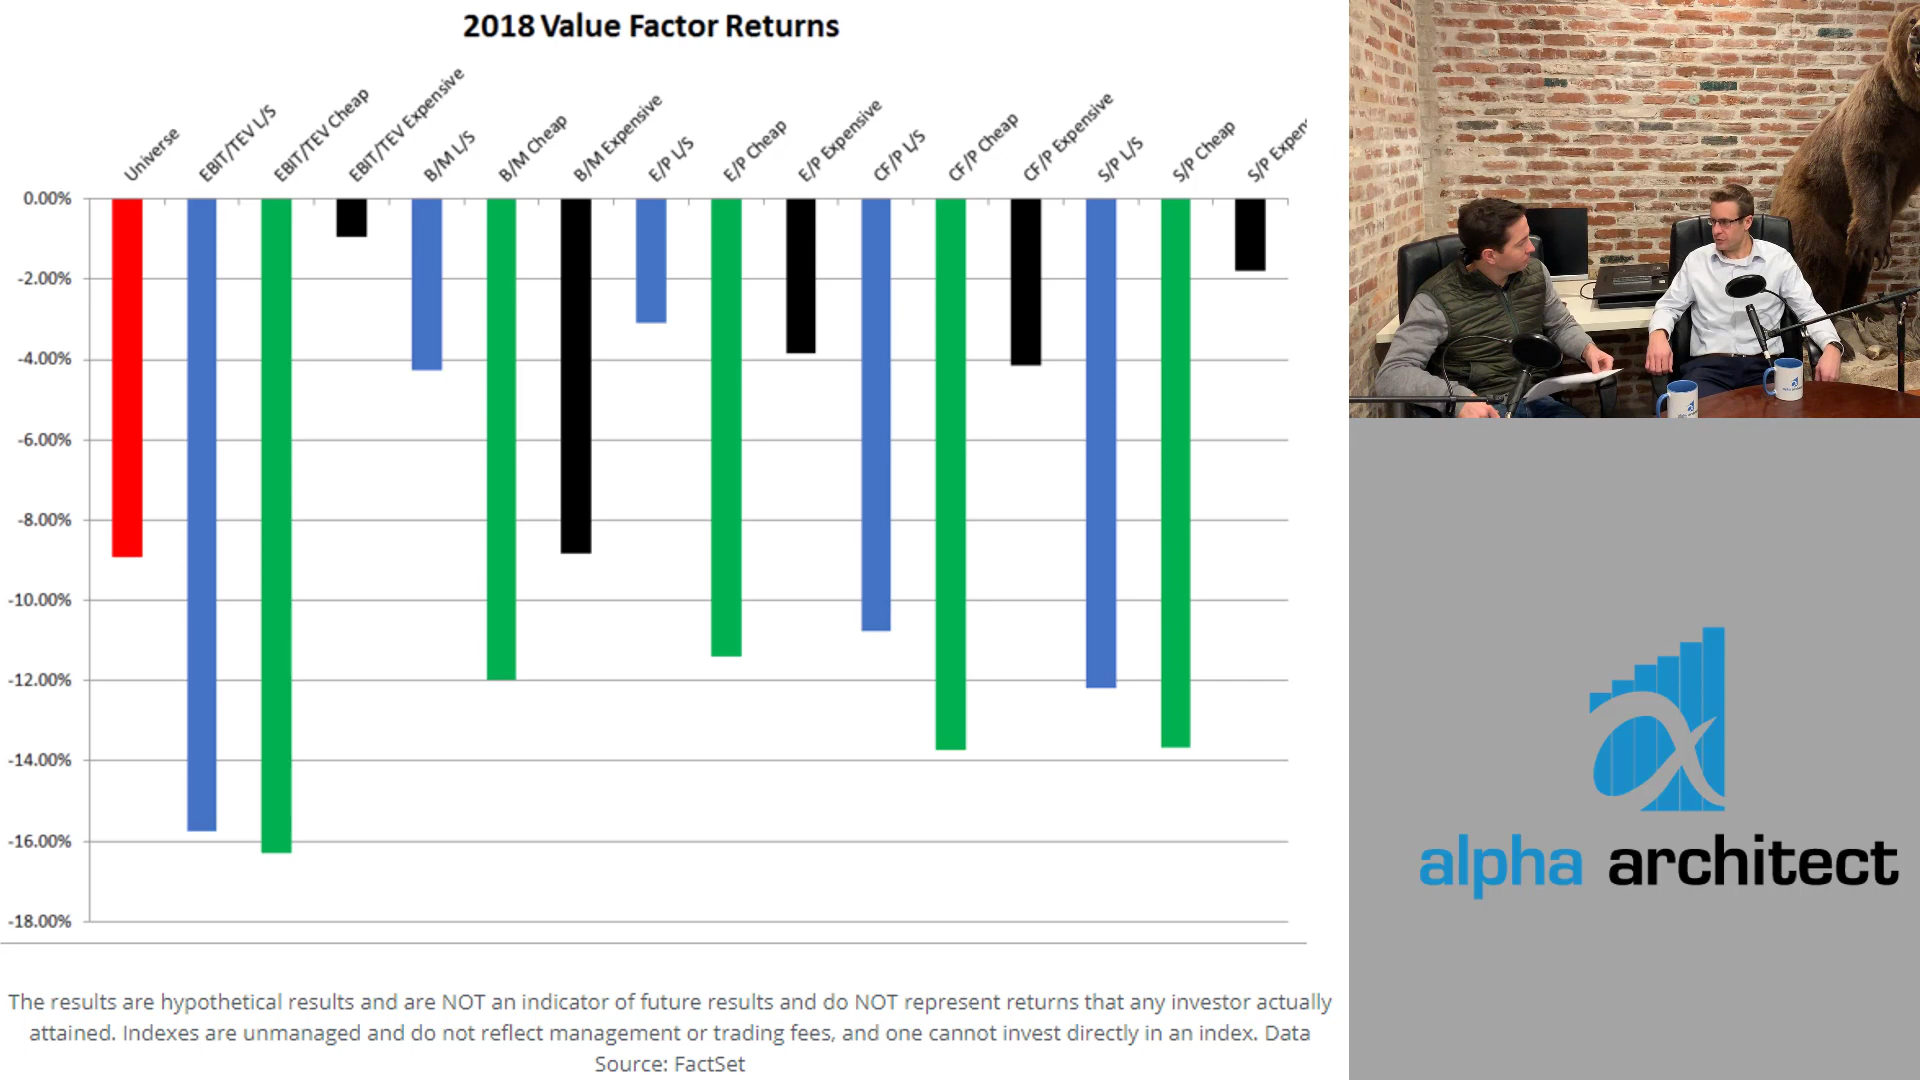 2018 Value Factor Returns
Universe
EBIT/TEV L/S
EBIT/TEV Cheap
EBIT/TEV Expensive
B/M L/S
B/M Cheap
B/M Expensive
E/P L/S
E/P Cheap
E/P Expensive
CF/P L/S
CF/P Cheap
CF/P Expensive
S/P L/S
S/P Cheap
S/P Expen
0.00%
-2.00%
-4.00%
-6.00%
-8.00%
-10.00%
-12.00%
-14.00%
-16.00%
-18.00%
The results are hypothetical results and are NOT an indicator of future results and do NOT represent returns that any investor actually
attained. Indexes are unmanaged and do not reflect management or trading fees, and one cannot invest directly in an index. Data
Source: FactSet
alpha architect